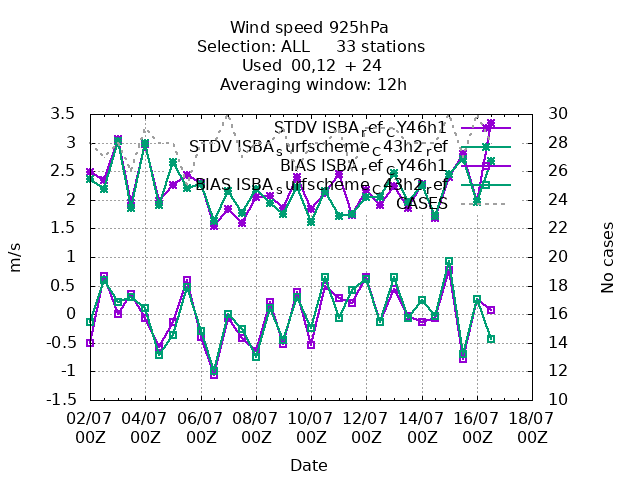 Wind speed 925hPa
Selection: ALL 33 stations
Used 00,12 + 24
Averaging window: 12h
3.5
3
2.5
2
1.5
1
0.5
0
-0.5
-1
-1.5
m/s
STDV ISBA_ref_CY46h1
STDV ISBA_surfscheme_C43h2_ref
BIAS ISBA_ref_CY46h1
BIAS ISBA_surfscheme_C43h2_ref
CASES
30
28
26
24
22
20
18
16
14
12
10
No cases
02/07 04/07 06/07 08/07 10/07 12/07 14/07 16/07 18/07
00Z 00Z 00Z 00Z 00Z 00Z 00Z 00Z 00Z
Date